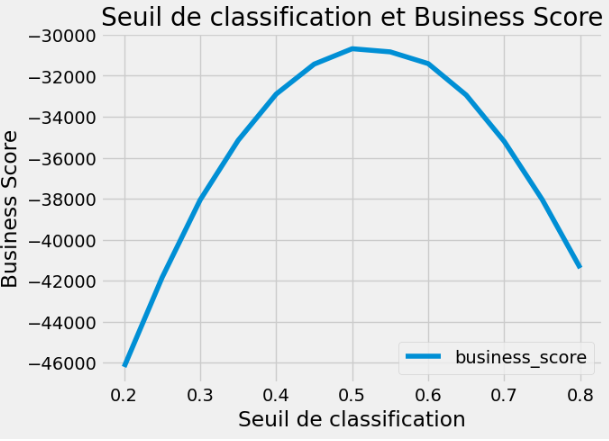 Seuil de classification et Business Score
−30000
−32000
−34000
−36000
−38000
−40000
−42000
−44000
−46000
Business Score
0.2 0.3 0.4 0.5 0.6 0.7 0.8
Seuil de classification
business_score